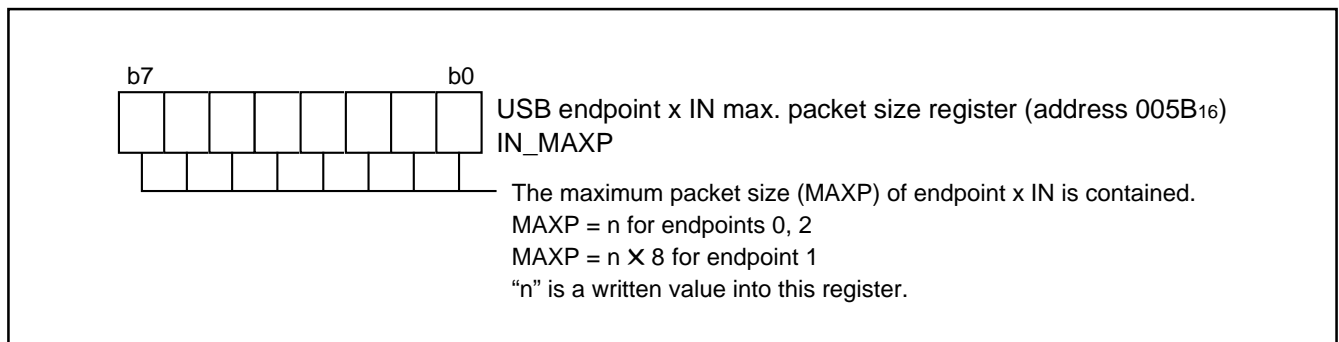 b7 b0
USB endpoint x IN max. packet size register (address 005B16)
IN_MAXP
The maximum packet size (MAXP) of endpoint x IN is contained.
MAXP = n for endpoints 0, 2
MAXP = n ✕ 8 for endpoint 1
“n” is a written value into this register.